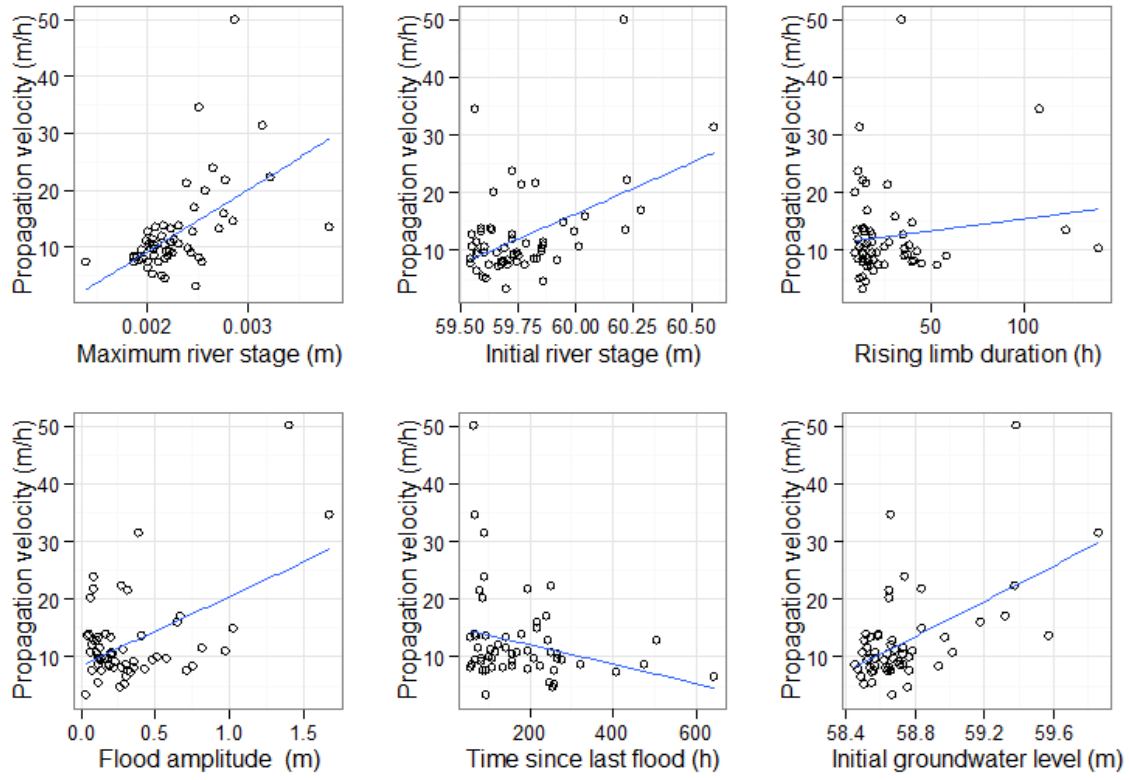 Propagation velocity (m/h)
50
40
30
20
10
0.002 0.003
Maximum river stage (m)
Propagation velocity (m/h)
50
40
30
20
10
59.50 59.75 60.00 60.25 60.50
Initial river stage (m)
Propagation velocity (m/h)
50
40
30
20
10
50 100
Rising limb duration (h)
Propagation velocity (m/h)
50
40
30
20
10
0.0 0.5 1.0 1.5
Flood amplitude (m)
Propagation velocity (m/h)
50
40
30
20
10
200 400 600
Time since last flood (h)
Propagation velocity (m/h)
50
40
30
20
10
58.4 58.8 59.2 59.6
Initial groundwater level (m)